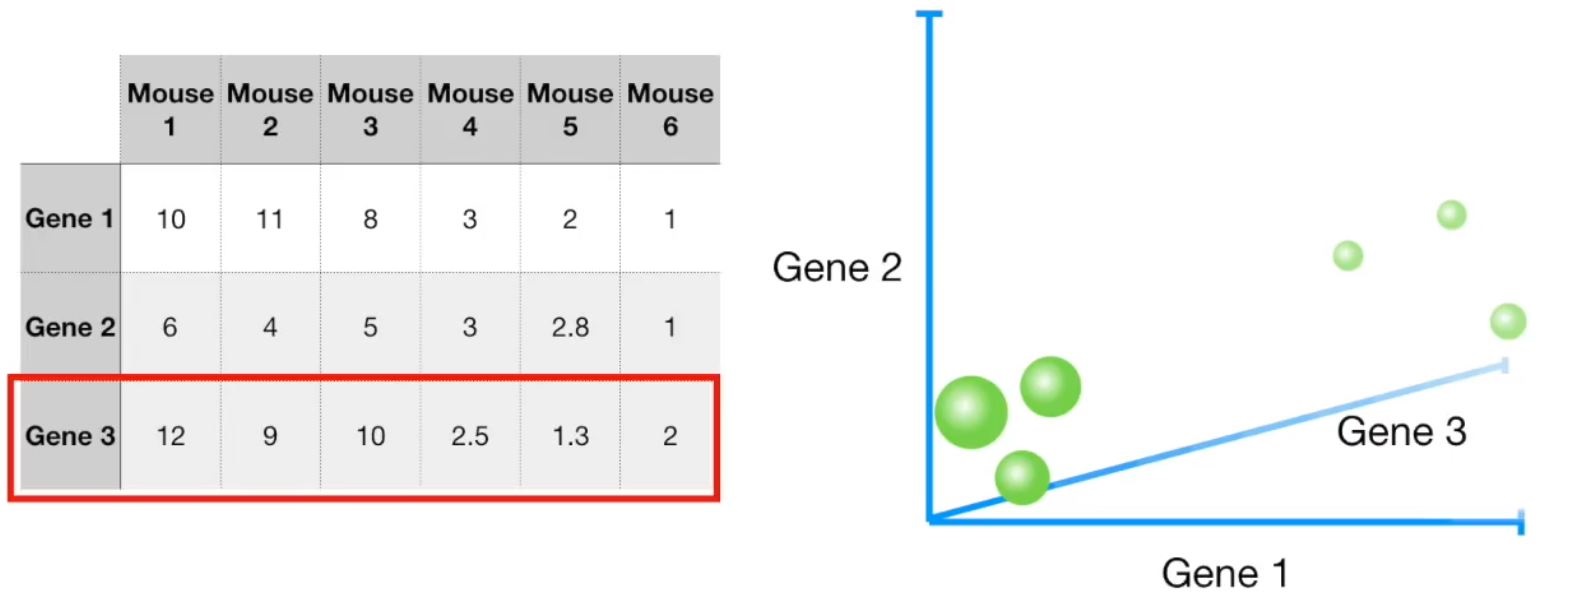 Mouse 1 Mouse 2 Mouse 3 Mouse 4 Mouse 5 Mouse 6
Gene 1 10 11 8 3 2 1
Gene 2 6 4 5 3 2.8 1
Gene 3 12 9 10 2.5 1.3 2
Gene 2
Gene 3
Gene 1